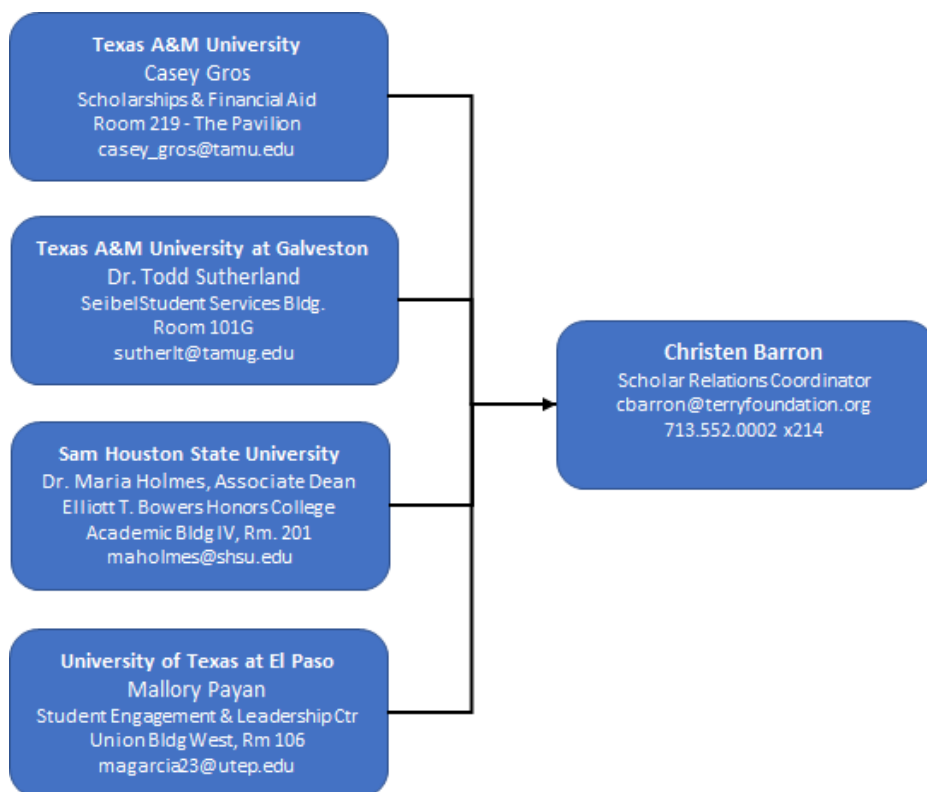 Texas A&M University
Casey Gros
Scholarships & Financial Aid
Room 219 - The Pavilion
casey_gros@tamu.edu
Texas A&M University at Galveston
Dr. Todd Sutherland
Seibel Student Services Bldg.
Room 101G
sutherlt@tamug.edu
Sam Houston State University
Dr. Maria Holmes, Associate Dean
Elliott T. Bowers Honors College
Academic Bldg IV, Rm. 201
maholmes@shsu.edu
University of Texas at El Paso
Mallory Payan
Student Engagement & Leadership Ctr
Union Bldg West, Rm 106
magarcia23@utep.edu
Christen Barron
Scholar Relations Coordinator
cbarron@terryfoundation.org
713.552.0002 x214